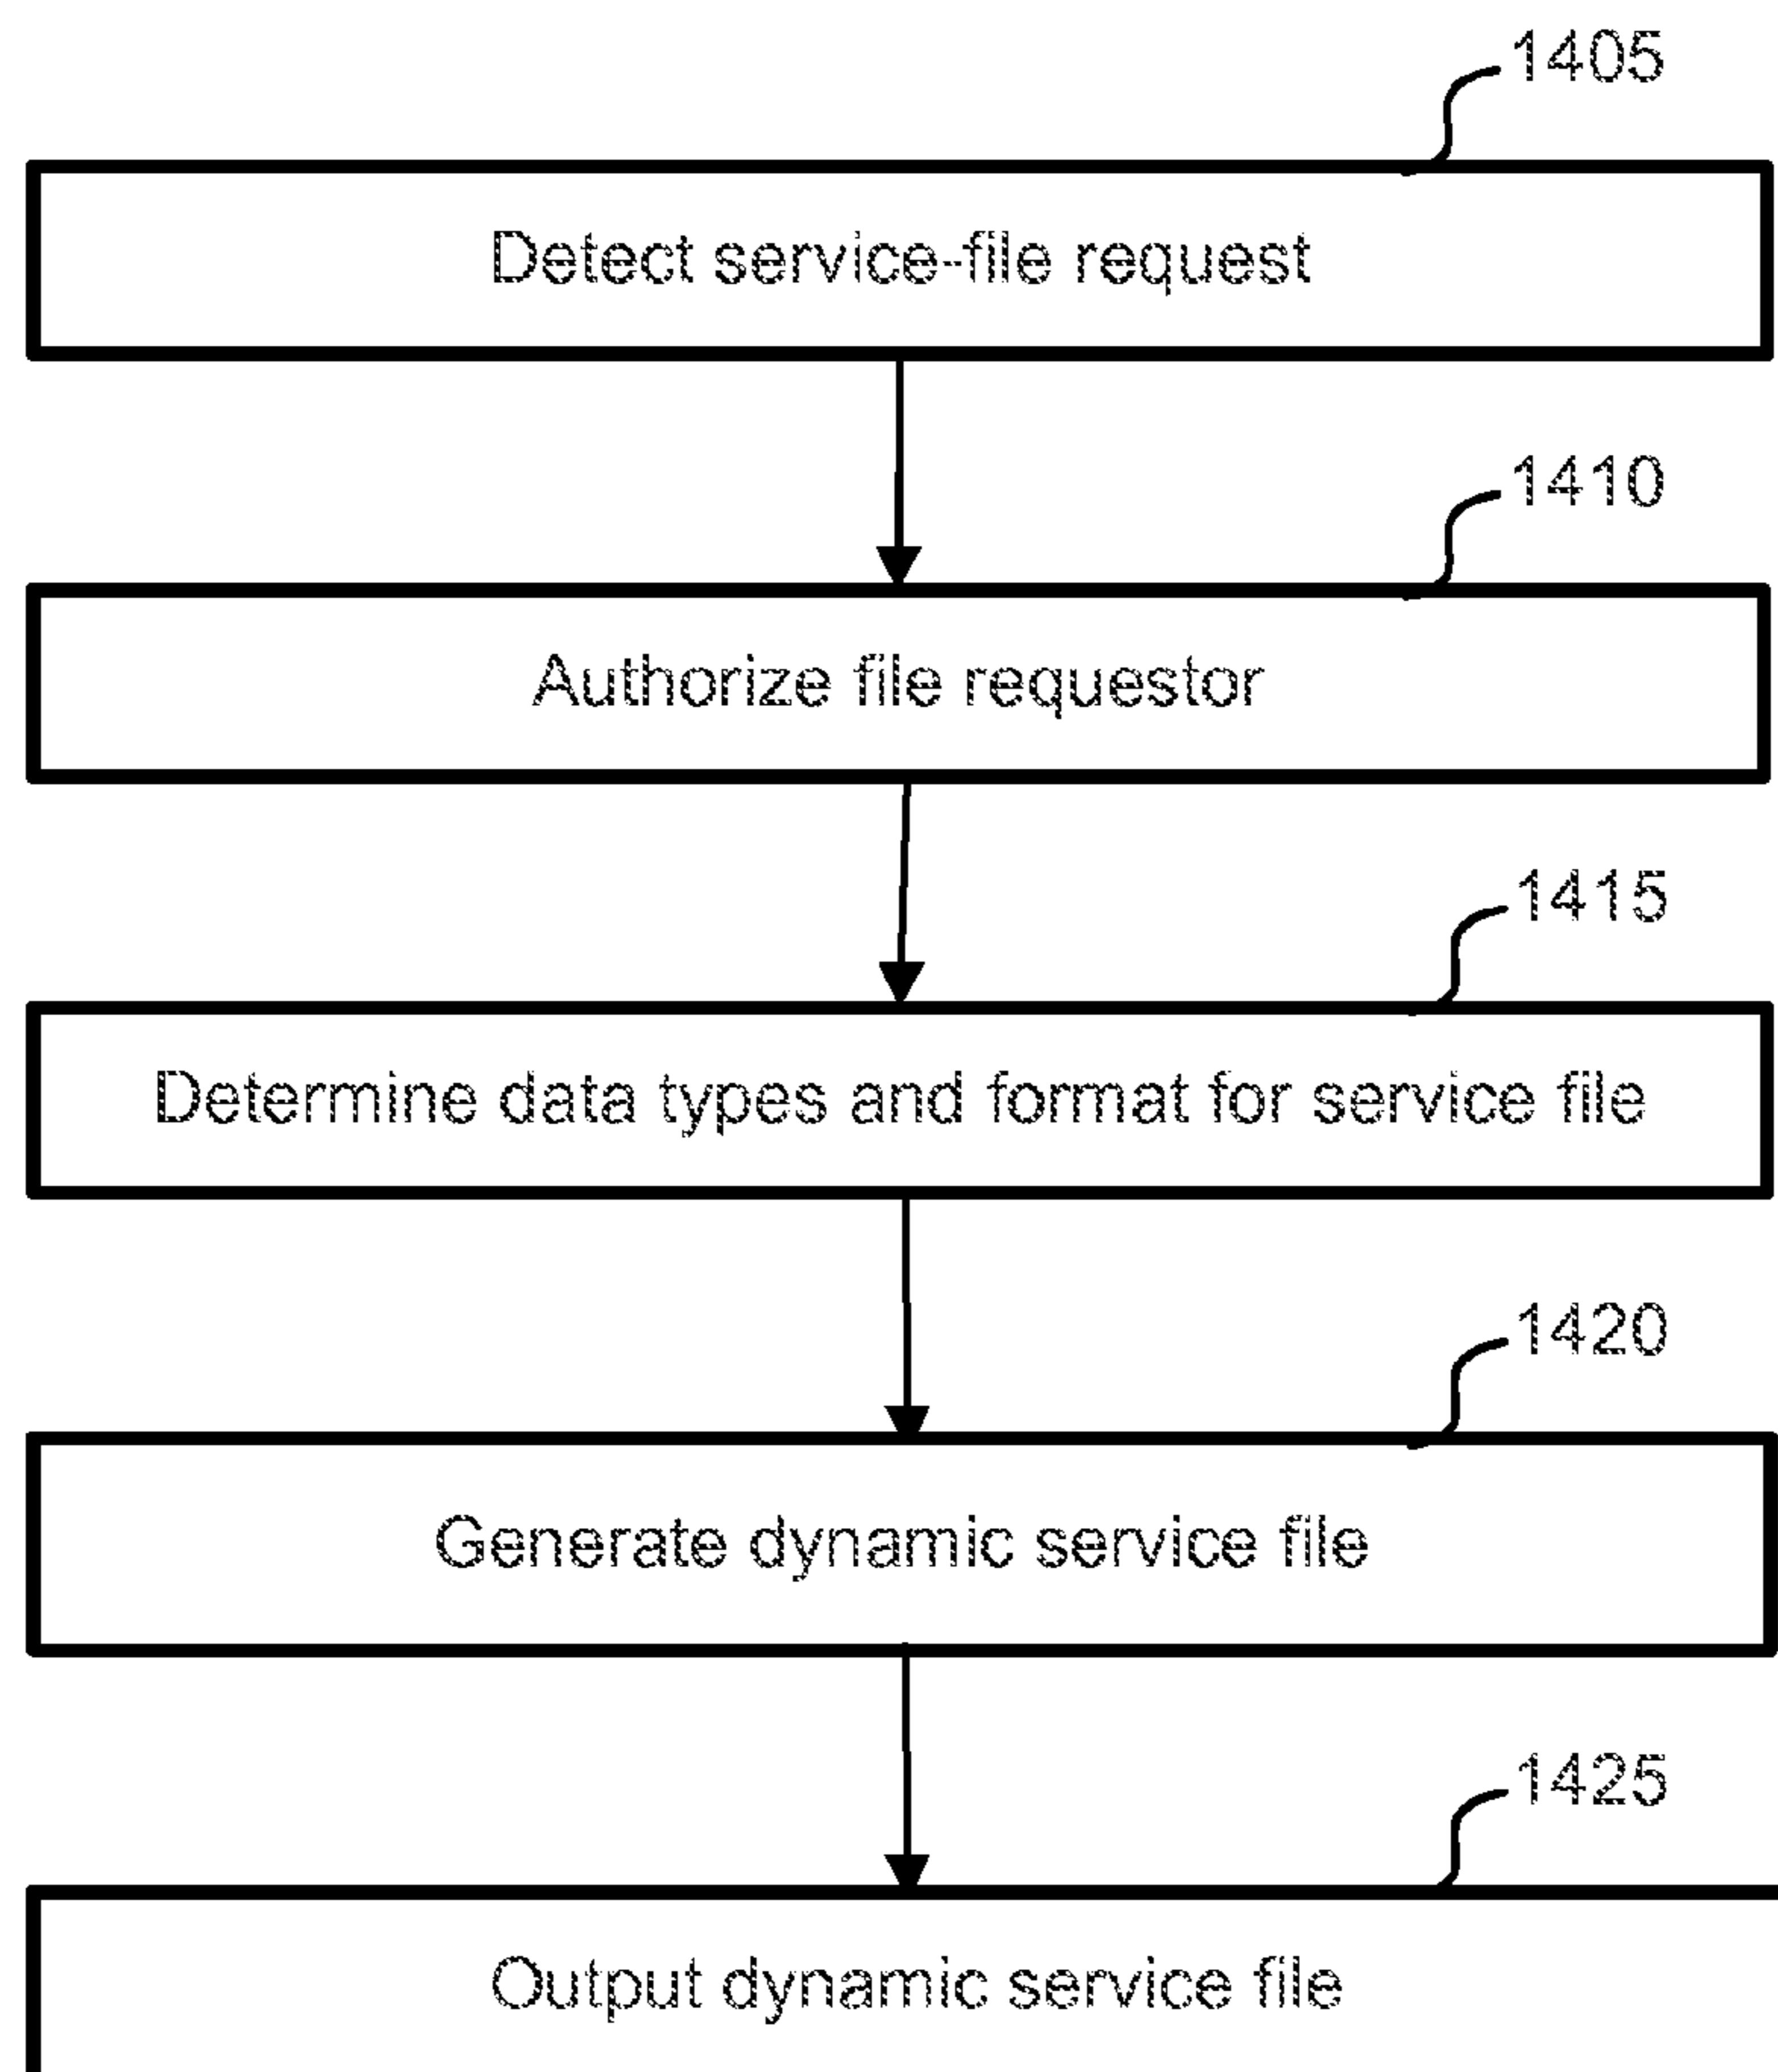 1405
Detect service-file request
1410
Authorize file requestor
1415
Determine data types and format for service file
1420
Generate dynamic service file
1425
Output dynamic service file